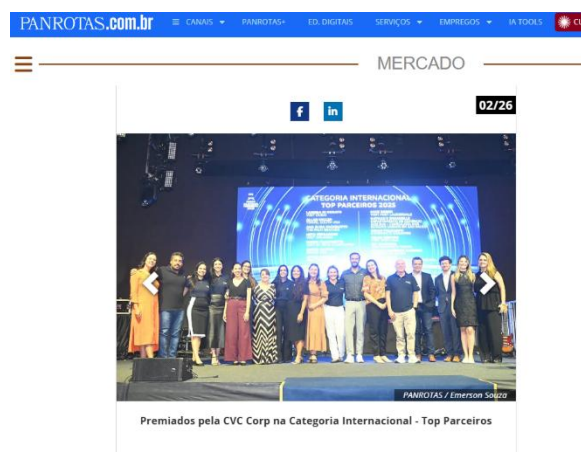 PANROTAS.com.br
CANAIS
PANROTAS+
ED. DIGITAIS
SERVIÇOS
EMPREGOS
IA TOOLS
MERCADO
02/26
CATEGORIA INTERNACIONAL
TOP PARCEIROS 2025
PANROTAS / Emerson Souza
Premiados pela CVC Corp na Categoria Internacional - Top Parceiros